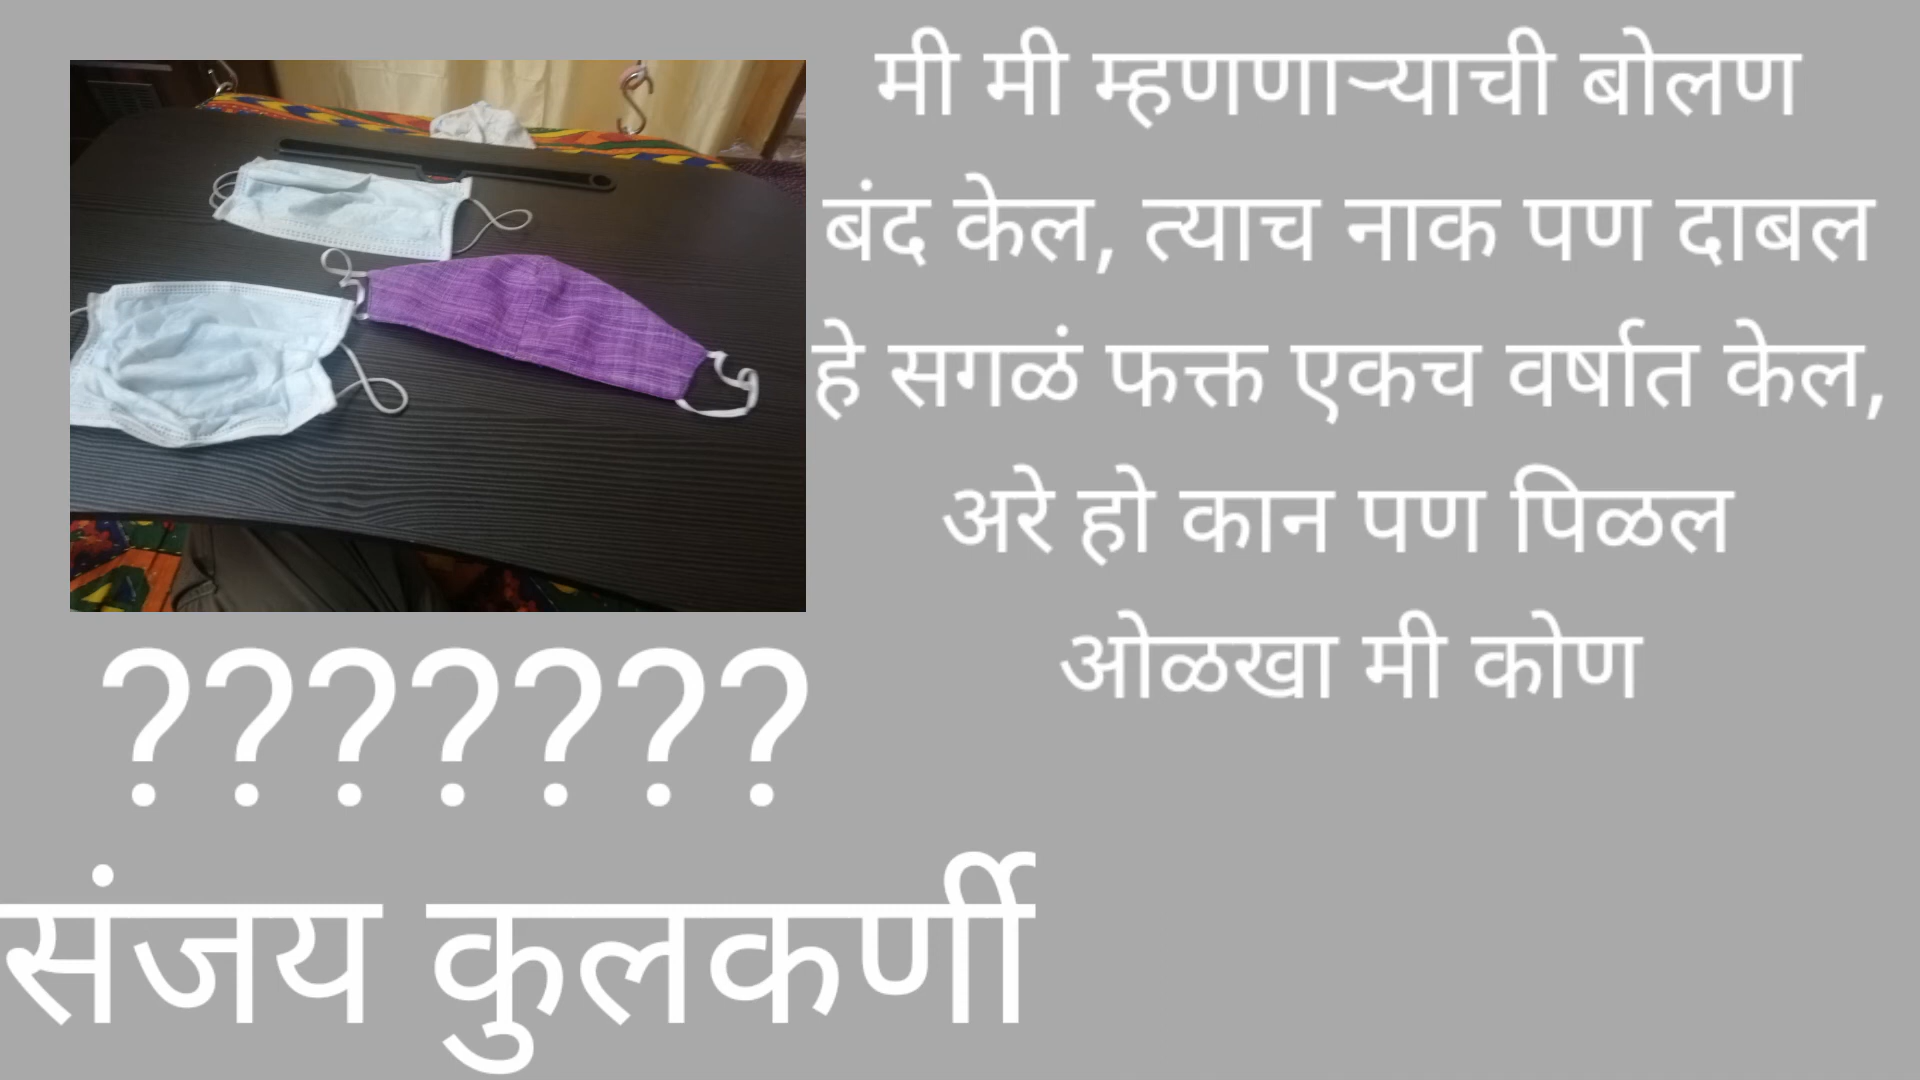 मी मी म्हणणाऱ्याची बोलण
बंद केल, त्याच नाक पण दाबल
हे सगळं फक्त एकच वर्षात केल,
अरे हो कान पण पिळल
ओळखा मी कोण
???????
संजय कुलकर्णी